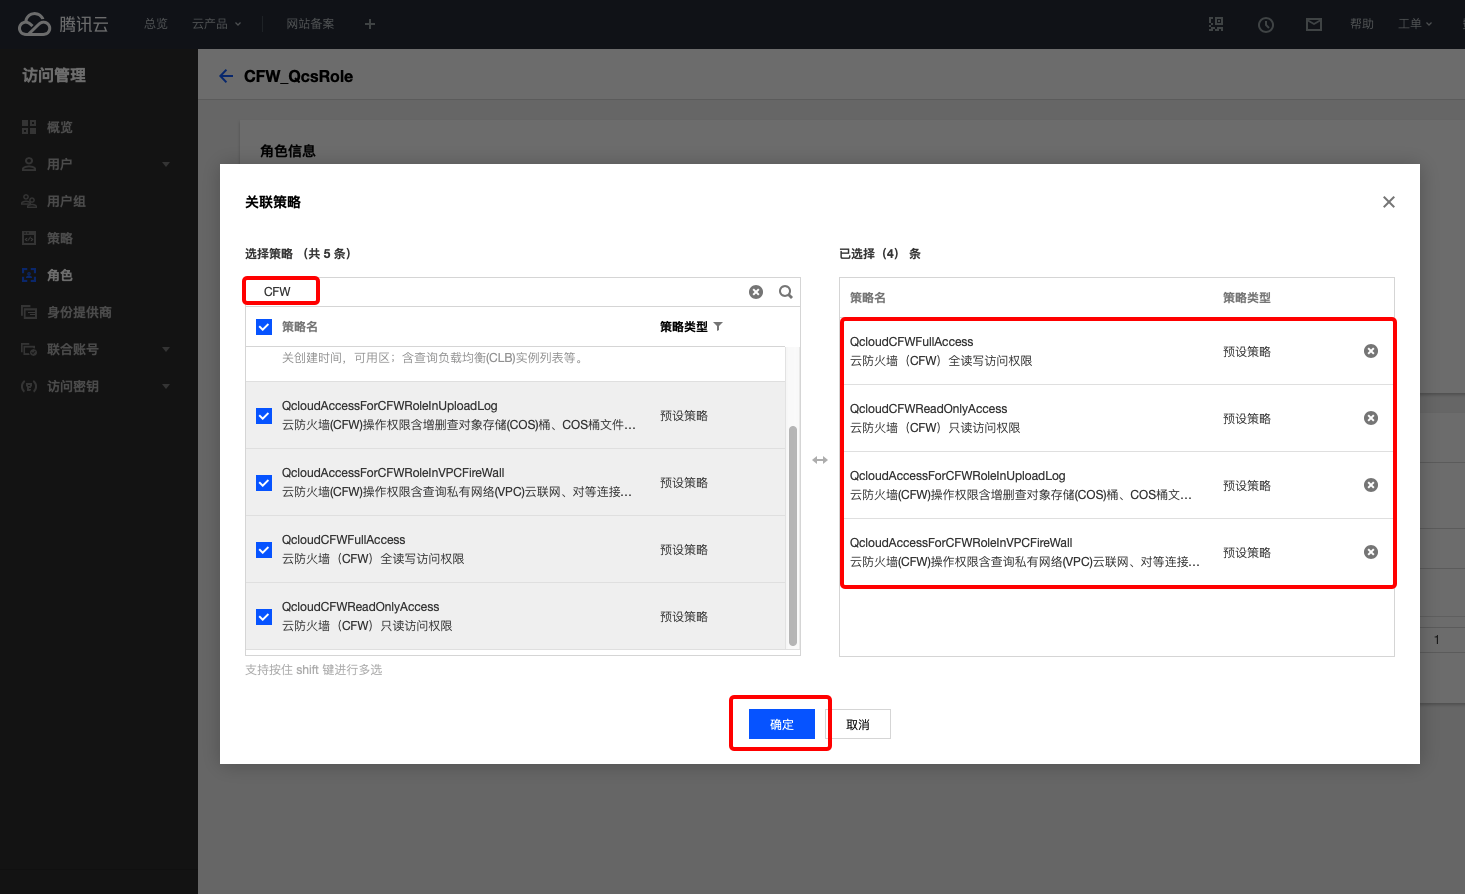 腾讯云
总览
云产品
网站备案
+
帮助
工单
访问管理
概览
用户
用户组
策略
角色
身份提供商
联合账号
访问密钥
CFW_QcsRole
角色信息
关联策略
选择策略 （共 5 条）
CFW
策略名
策略类型
关创建时间，可用区；含查询负载均衡(CLB)实例列表等。
QcloudAccessForCFWRoleInUploadLog
云防火墙(CFW)操作权限含增删查对象存储(COS)桶、COS桶文件...
预设策略
QcloudAccessForCFWRoleInVPCFireWall
云防火墙(CFW)操作权限含查询私有网络(VPC)云联网、对等连接...
预设策略
QcloudCFWFullAccess
云防火墙（CFW）全读写访问权限
预设策略
QcloudCFWReadOnlyAccess
云防火墙（CFW）只读访问权限
预设策略
支持按住 shift 键进行多选
已选择（4） 条
策略名
策略类型
QcloudCFWFullAccess
云防火墙（CFW）全读写访问权限
预设策略
QcloudCFWReadOnlyAccess
云防火墙（CFW）只读访问权限
预设策略
QcloudAccessForCFWRoleInUploadLog
云防火墙(CFW)操作权限含增删查对象存储(COS)桶、COS桶文...
预设策略
QcloudAccessForCFWRoleInVPCFireWall
云防火墙(CFW)操作权限含查询私有网络(VPC)云联网、对等连接...
预设策略
1
确定
取消